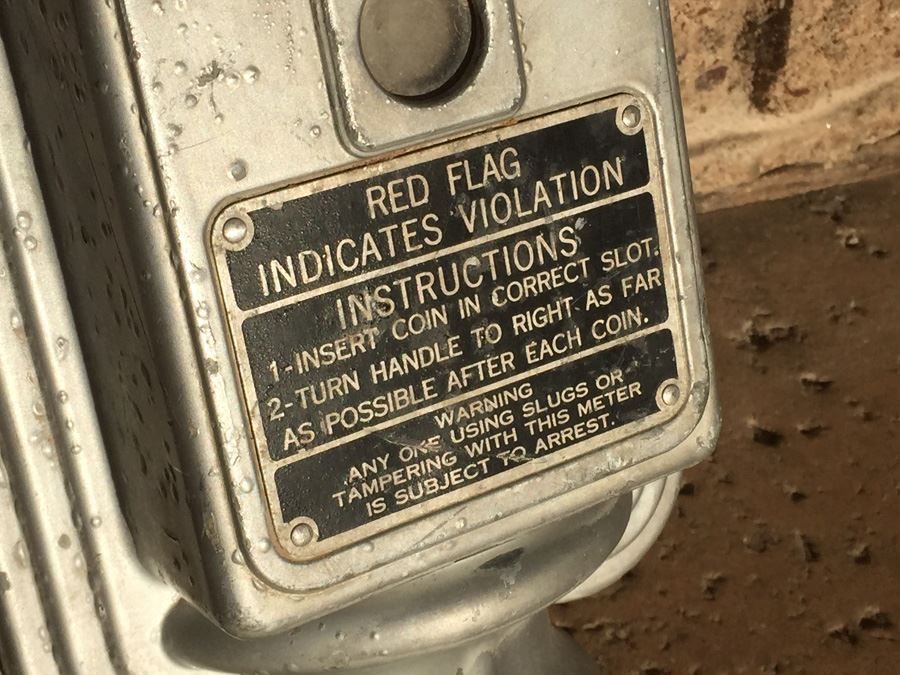 RED FLAG
INDICATES VIOLATION
INSTRUCTIONS
1-INSERT COIN IN CORRECT SLOT.
2-TURN HANDLE TO RIGHT AS FAR
AS POSSIBLE AFTER EACH COIN.
WARNING
ANY ONE USING SLUGS OR
TAMPERING WITH THIS METER
IS SUBJECT TO ARREST.